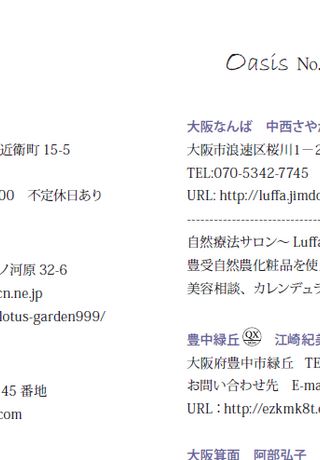 Oasis No.
近衛町 15-5
00 不定休日あり
ノ河原 32-6
cn.ne.jp
lotus-garden999/
45 番地
com
大阪なんば 中西さやか
大阪市浪速区桜川1－2
TEL:070-5342-7745
URL: http://luffa.jimdo
自然療法サロン〜 Luffa
豊受自然農化粧品を使
美容相談、カレンデュラ
豊中緑丘 QX 江崎紀美
大阪府豊中市緑丘 TE
お問い合わせ先 E-ma
URL：http://ezkmk8t.
大阪箕面 阿部弘子